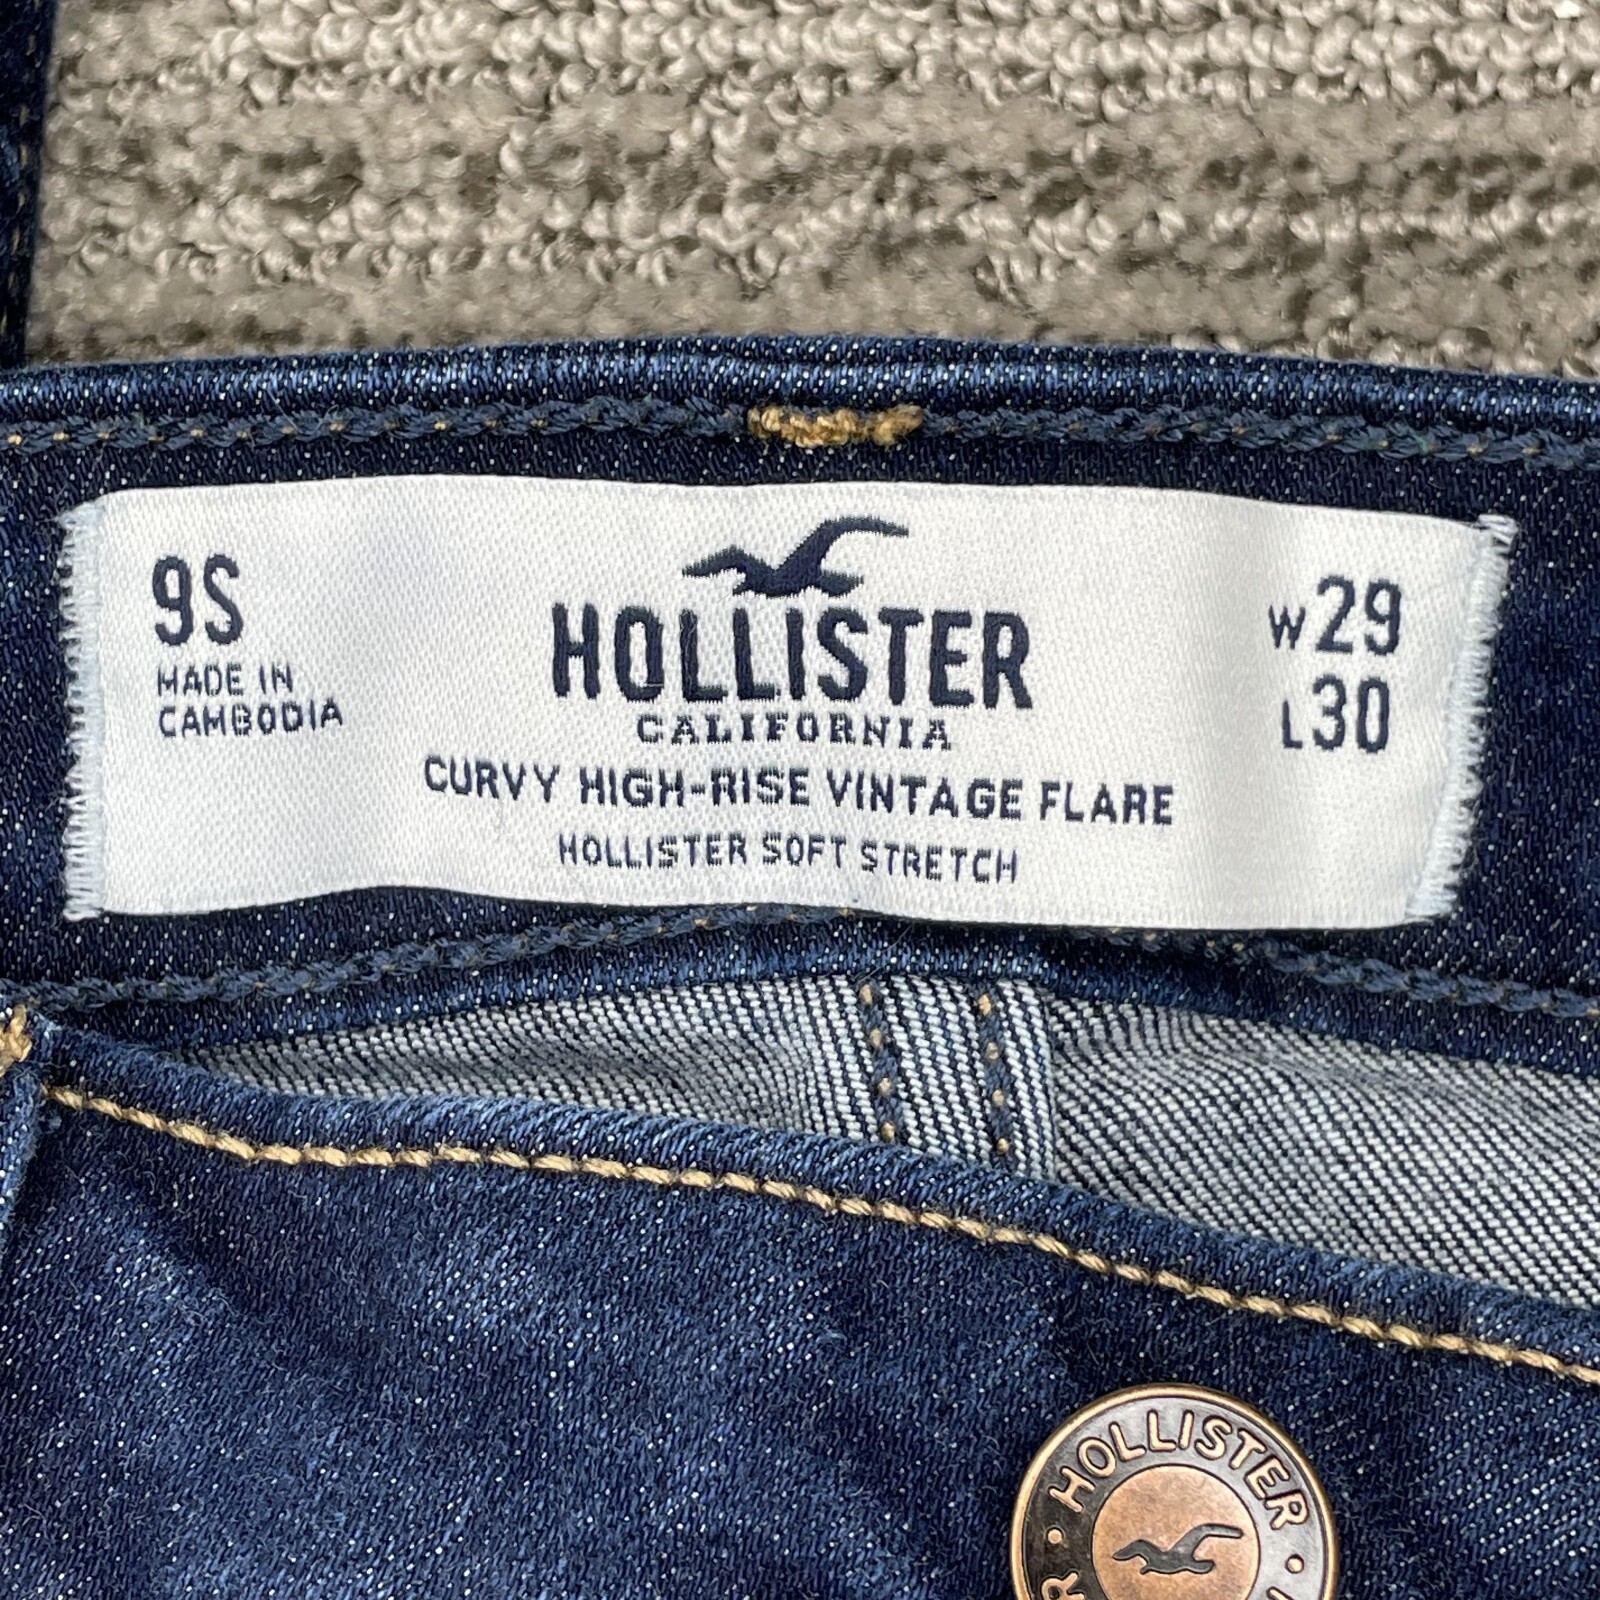 9S
MADE IN
CAMBODIA
HOLLISTER
CALIFORNIA
CURVY HIGH-RISE VINTAGE FLARE
HOLLISTER SOFT STRETCH
W29
L30
HOLLISTER